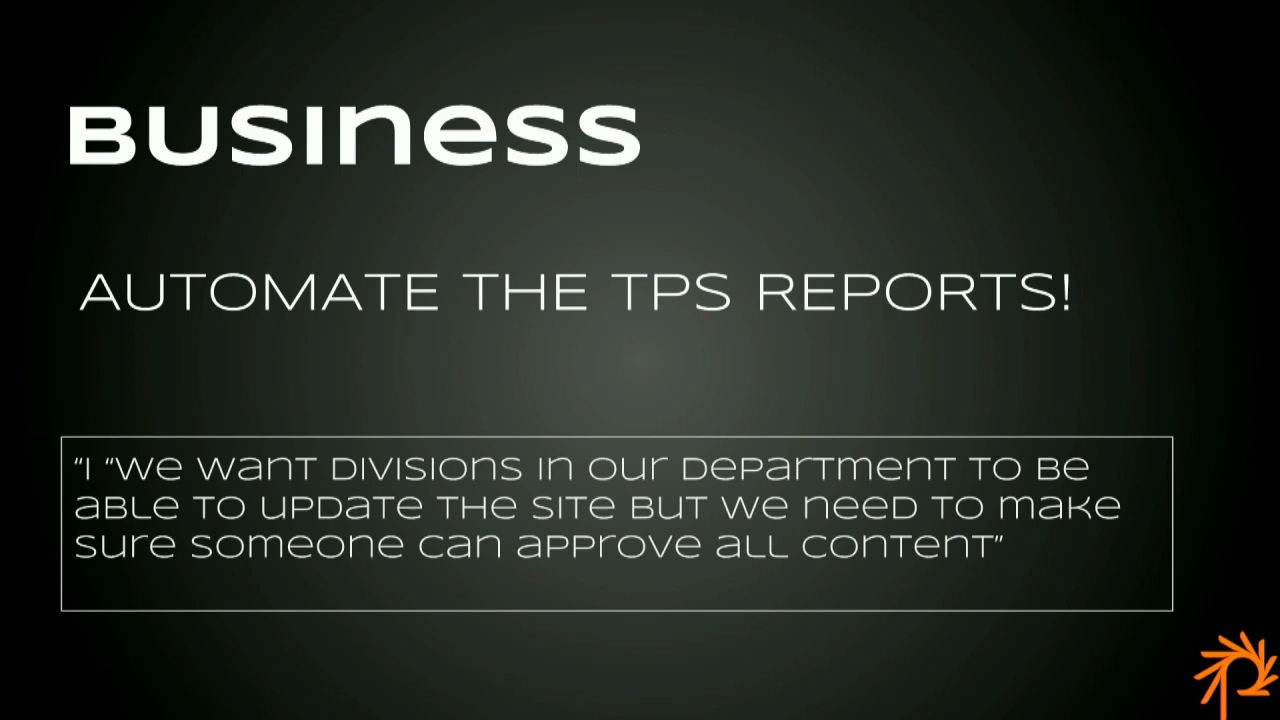 BUSINESS
AUTOMATE THE TPS REPORTS!
“I “We want divisions in our department to be
able to update the site but we need to make
sure someone can approve all content”